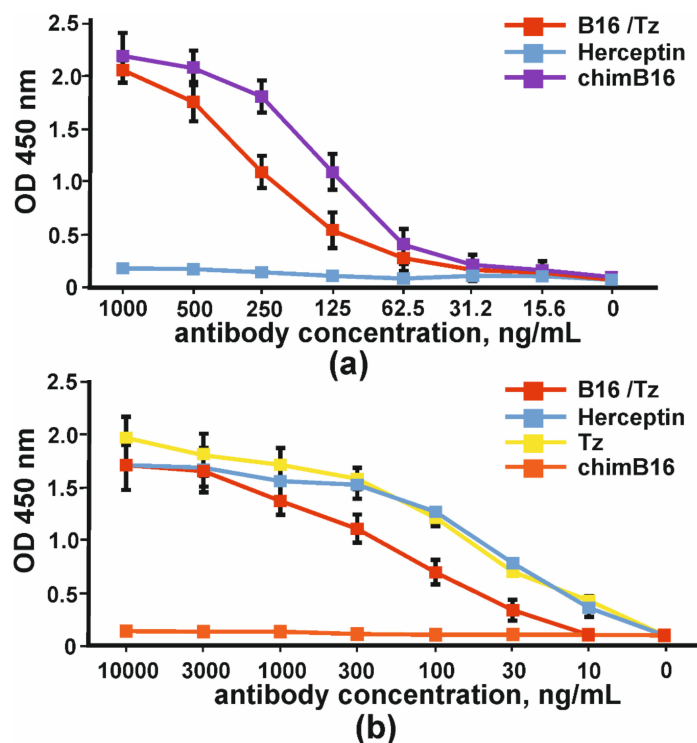 2.5
2.0
1.5
1.0
0.5
0
OD 450 nm
B16 /Tz
Herceptin
chimB16
1000 500 250 125 62.5 31.2 15.6 0
antibody concentration, ng/mL
(a)
2.5
2.0
1.5
1.0
0.5
0
OD 450 nm
B16 /Tz
Herceptin
Tz
chimB16
10000 3000 1000 300 100 30 10 0
antibody concentration, ng/mL
(b)